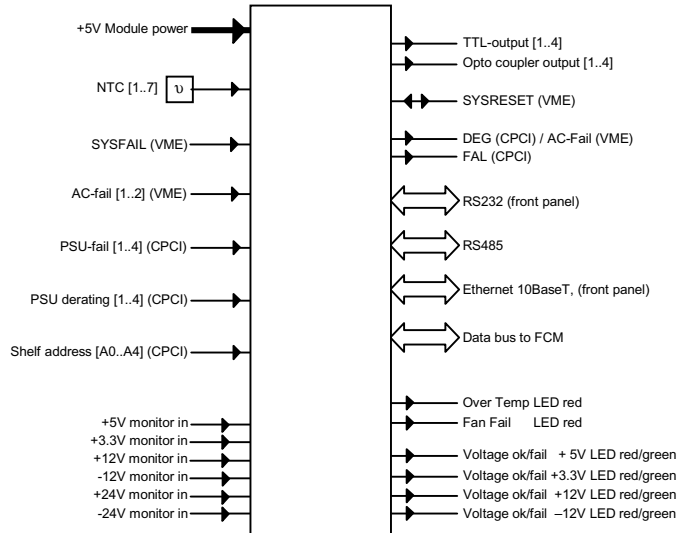 +5V Module power
NTC [1..7] υ
SYSFAIL (VME)
AC-fail [1..2] (VME)
PSU-fail [1..4] (CPCI)
PSU derating [1..4] (CPCI)
Shelf address [A0..A4] (CPCI)
+5V monitor in
+3.3V monitor in
+12V monitor in
-12V monitor in
+24V monitor in
-24V monitor in
TTL-output [1..4]
Opto coupler output [1..4]
SYSRESET (VME)
DEG (CPCI) / AC-Fail (VME)
FAL (CPCI)
RS232 (front panel)
RS485
Ethernet 10BaseT, (front panel)
Data bus to FCM
Over Temp LED red
Fan Fail LED red
Voltage ok/fail + 5V LED red/green
Voltage ok/fail +3.3V LED red/green
Voltage ok/fail +12V LED red/green
Voltage ok/fail –12V LED red/green